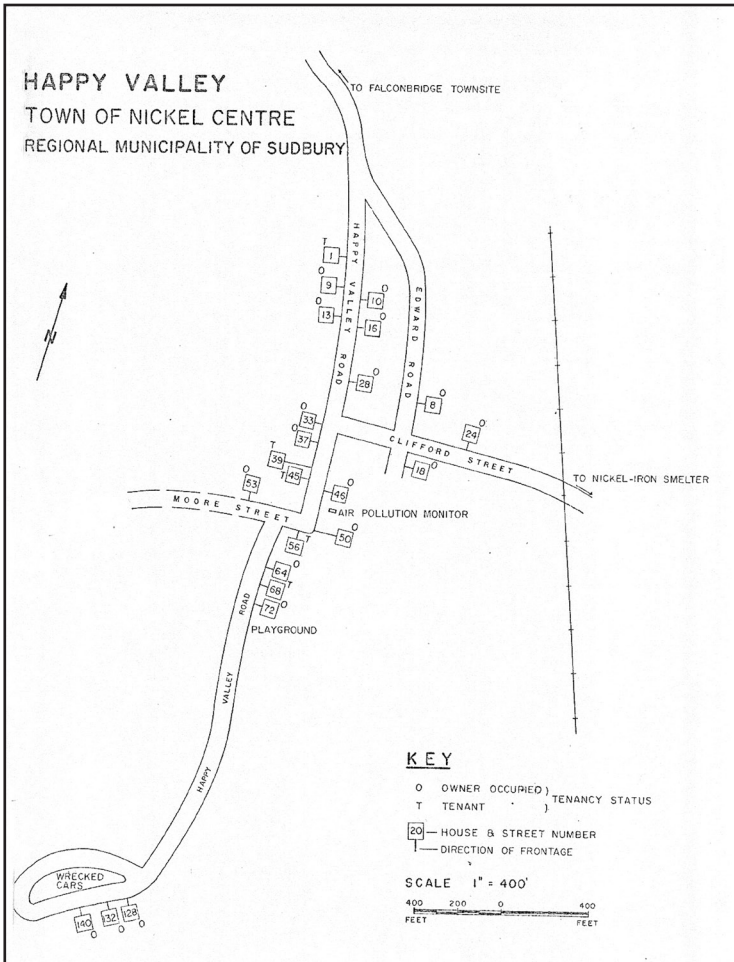 HAPPY VALLEY
TOWN OF NICKEL CENTRE
REGIONAL MUNICIPALITY OF SUDBURY
TO FALCONBRIDGE TOWNSITE
HAPPY VALLEY ROAD
EDWARD ROAD
T
1
O
9
O
13
10
O
16
O
28
O
8
O
O
33
O
37
T
39
T 45
24
O
CLIFFORD STREET
18
O
TO NICKEL-IRON SMELTER
O
53
46
O
MOORE STREET
AIR POLLUTION MONITOR
56
T
50
O
64
O
68
T
72
O
PLAYGROUND
HAPPY VALLEY ROAD
N
WRECKED
CARS
140
O
132
O
128
O
KEY
O OWNER OCCUPIED )
T TENANT " )
TENANCY STATUS
20 — HOUSE & STREET NUMBER
— DIRECTION OF FRONTAGE
SCALE 1" = 400'
400 200 0 400
FEET FEET